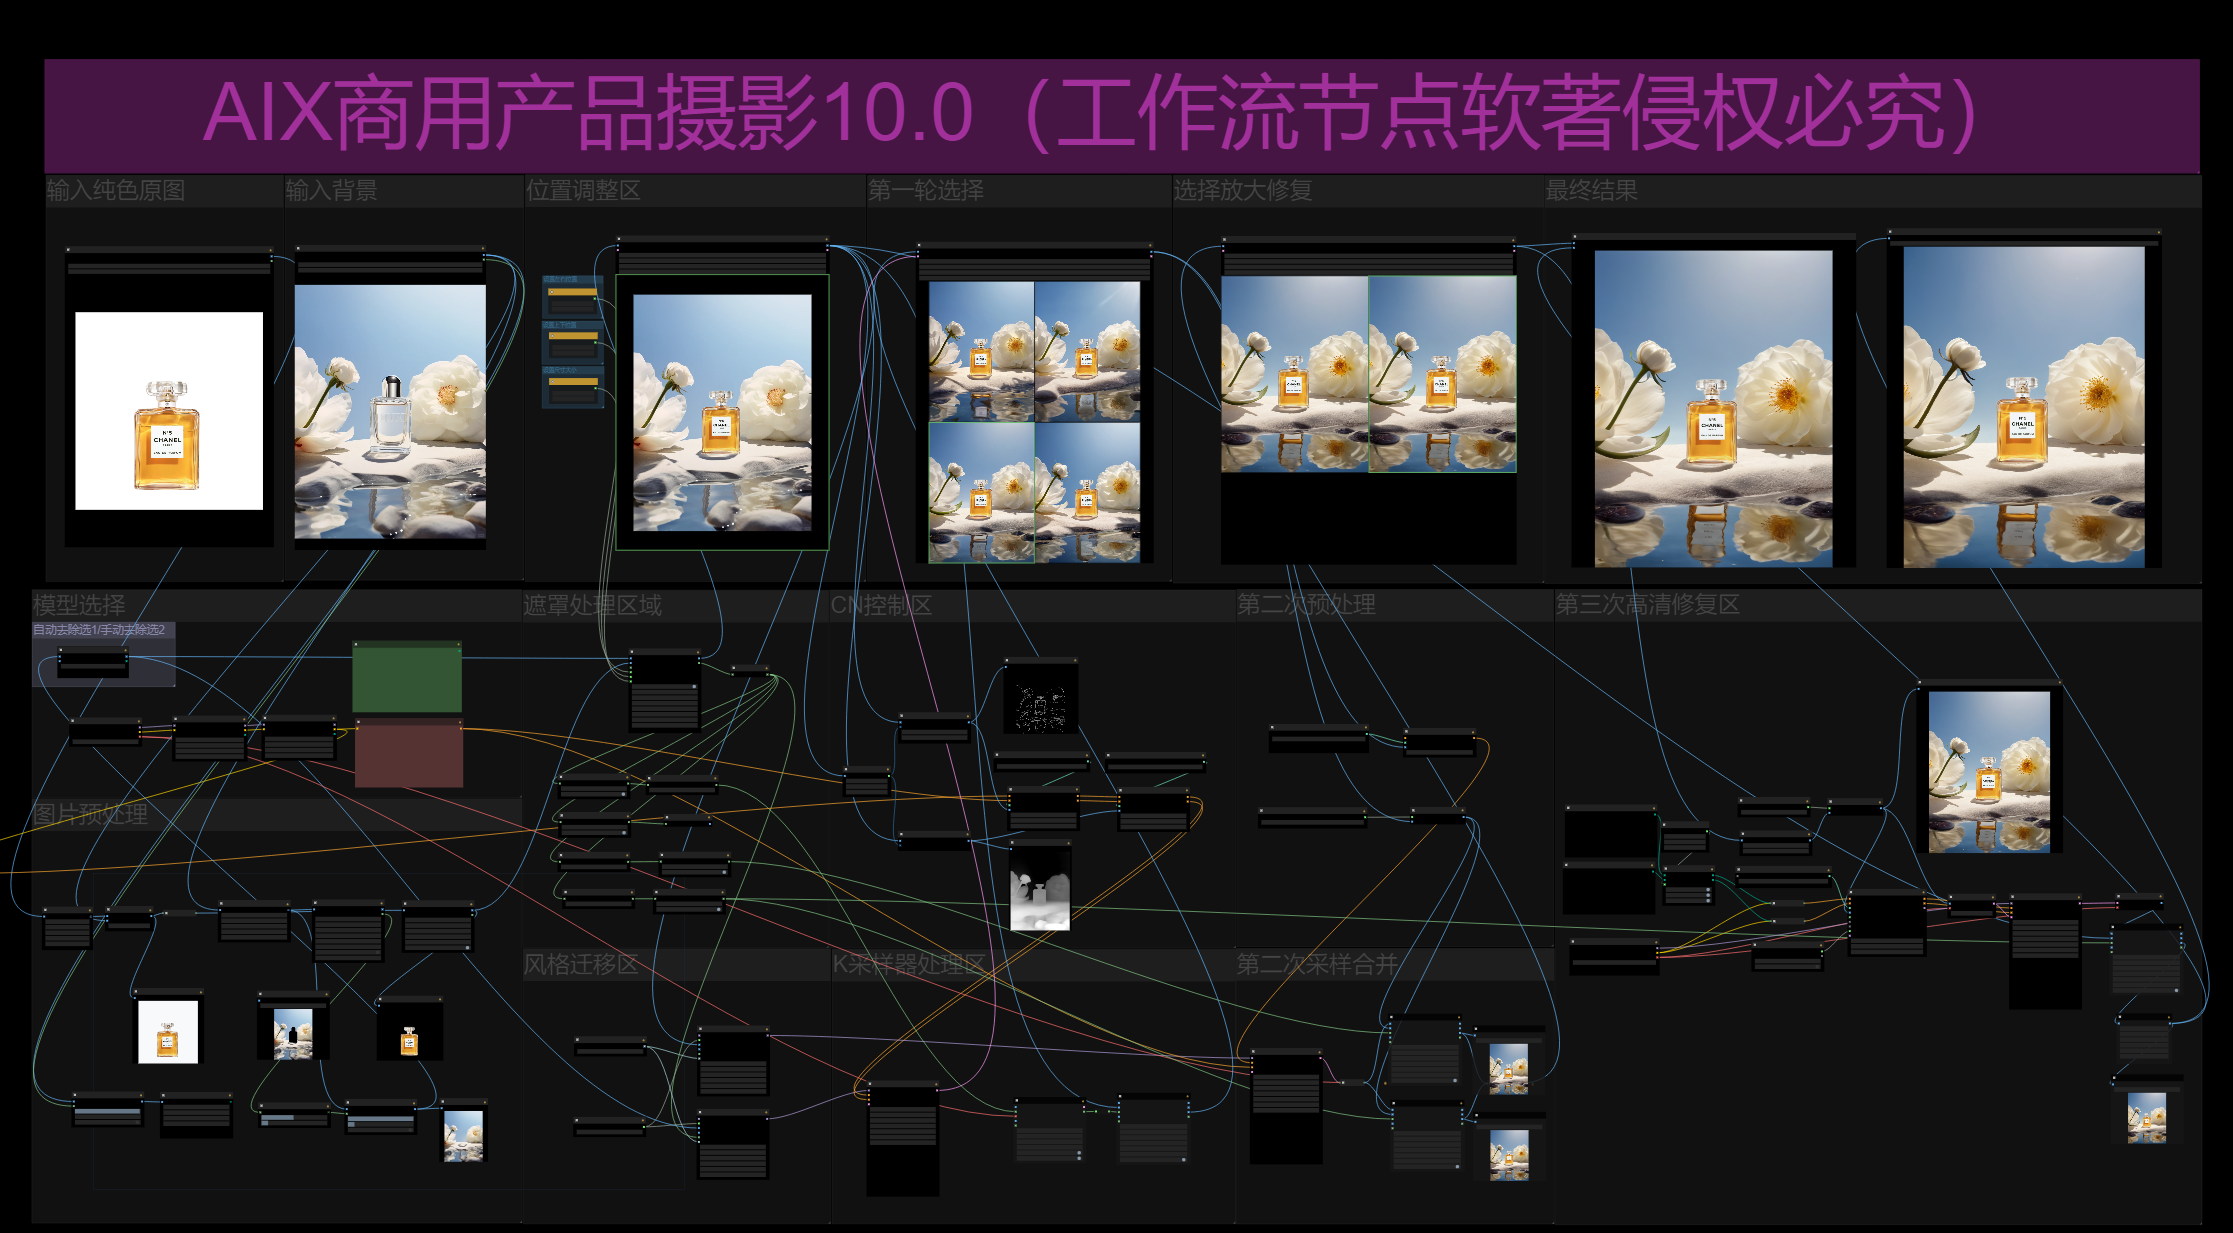 AIX商用产品摄影10.0（工作流节点软著侵权必究）
输入纯色原图
输入背景
位置调整区
第一轮选择
选择放大修复
最终结果
N°5
CHANEL
模型选择
自动去除选1/手动去除选2
遮罩处理区域
CN控制区
第二次预处理
第三次高清修复区
图片预处理
风格迁移区
K采样器处理区
第二次采样合并